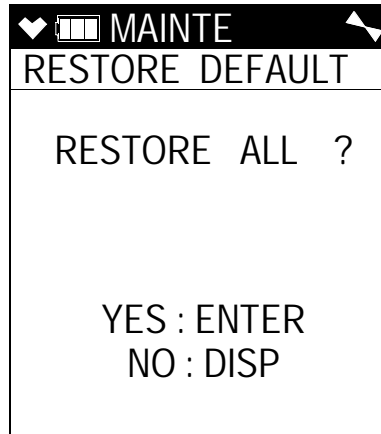 MAINTE
RESTORE DEFAULT
RESTORE ALL ?
YES : ENTER
NO : DISP